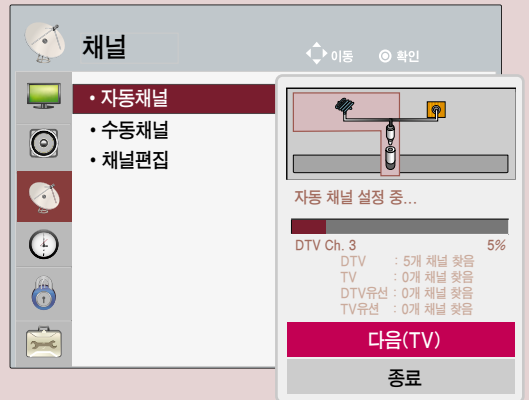 채널
이동 확인
• 자동채널
• 수동채널
• 채널편집
자동 채널 설정 중...
DTV Ch. 3 5%
DTV : 5개 채널 찾음
TV : 0개 채널 찾음
DTV유선 : 0개 채널 찾음
TV유선 : 0개 채널 찾음
다음(TV)
종료